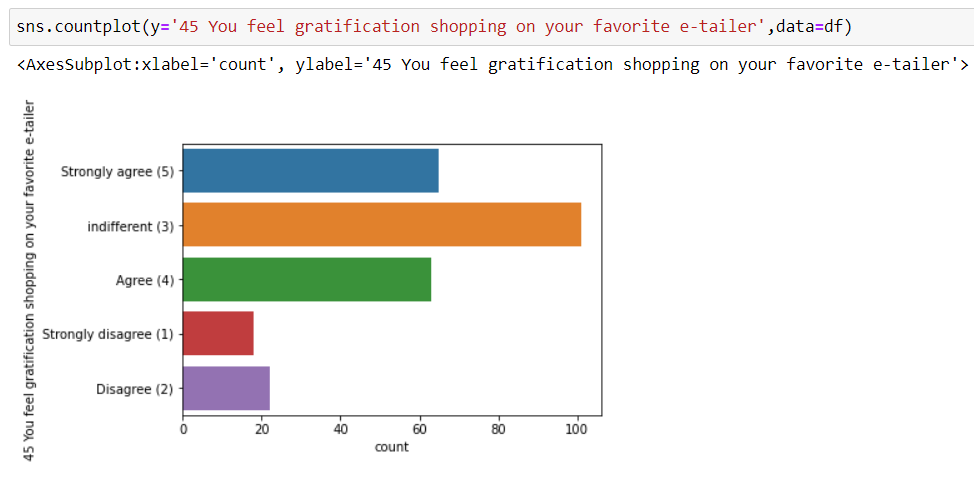 sns.countplot(y='45 You feel gratification shopping on your favorite e-tailer',data=df)
<AxesSubplot:xlabel='count', ylabel='45 You feel gratification shopping on your favorite e-tailer'>
45 You feel gratification shopping on your favorite e-tailer
Strongly agree (5)
indifferent (3)
Agree (4)
Strongly disagree (1)
Disagree (2)
0 20 40 60 80 100
count